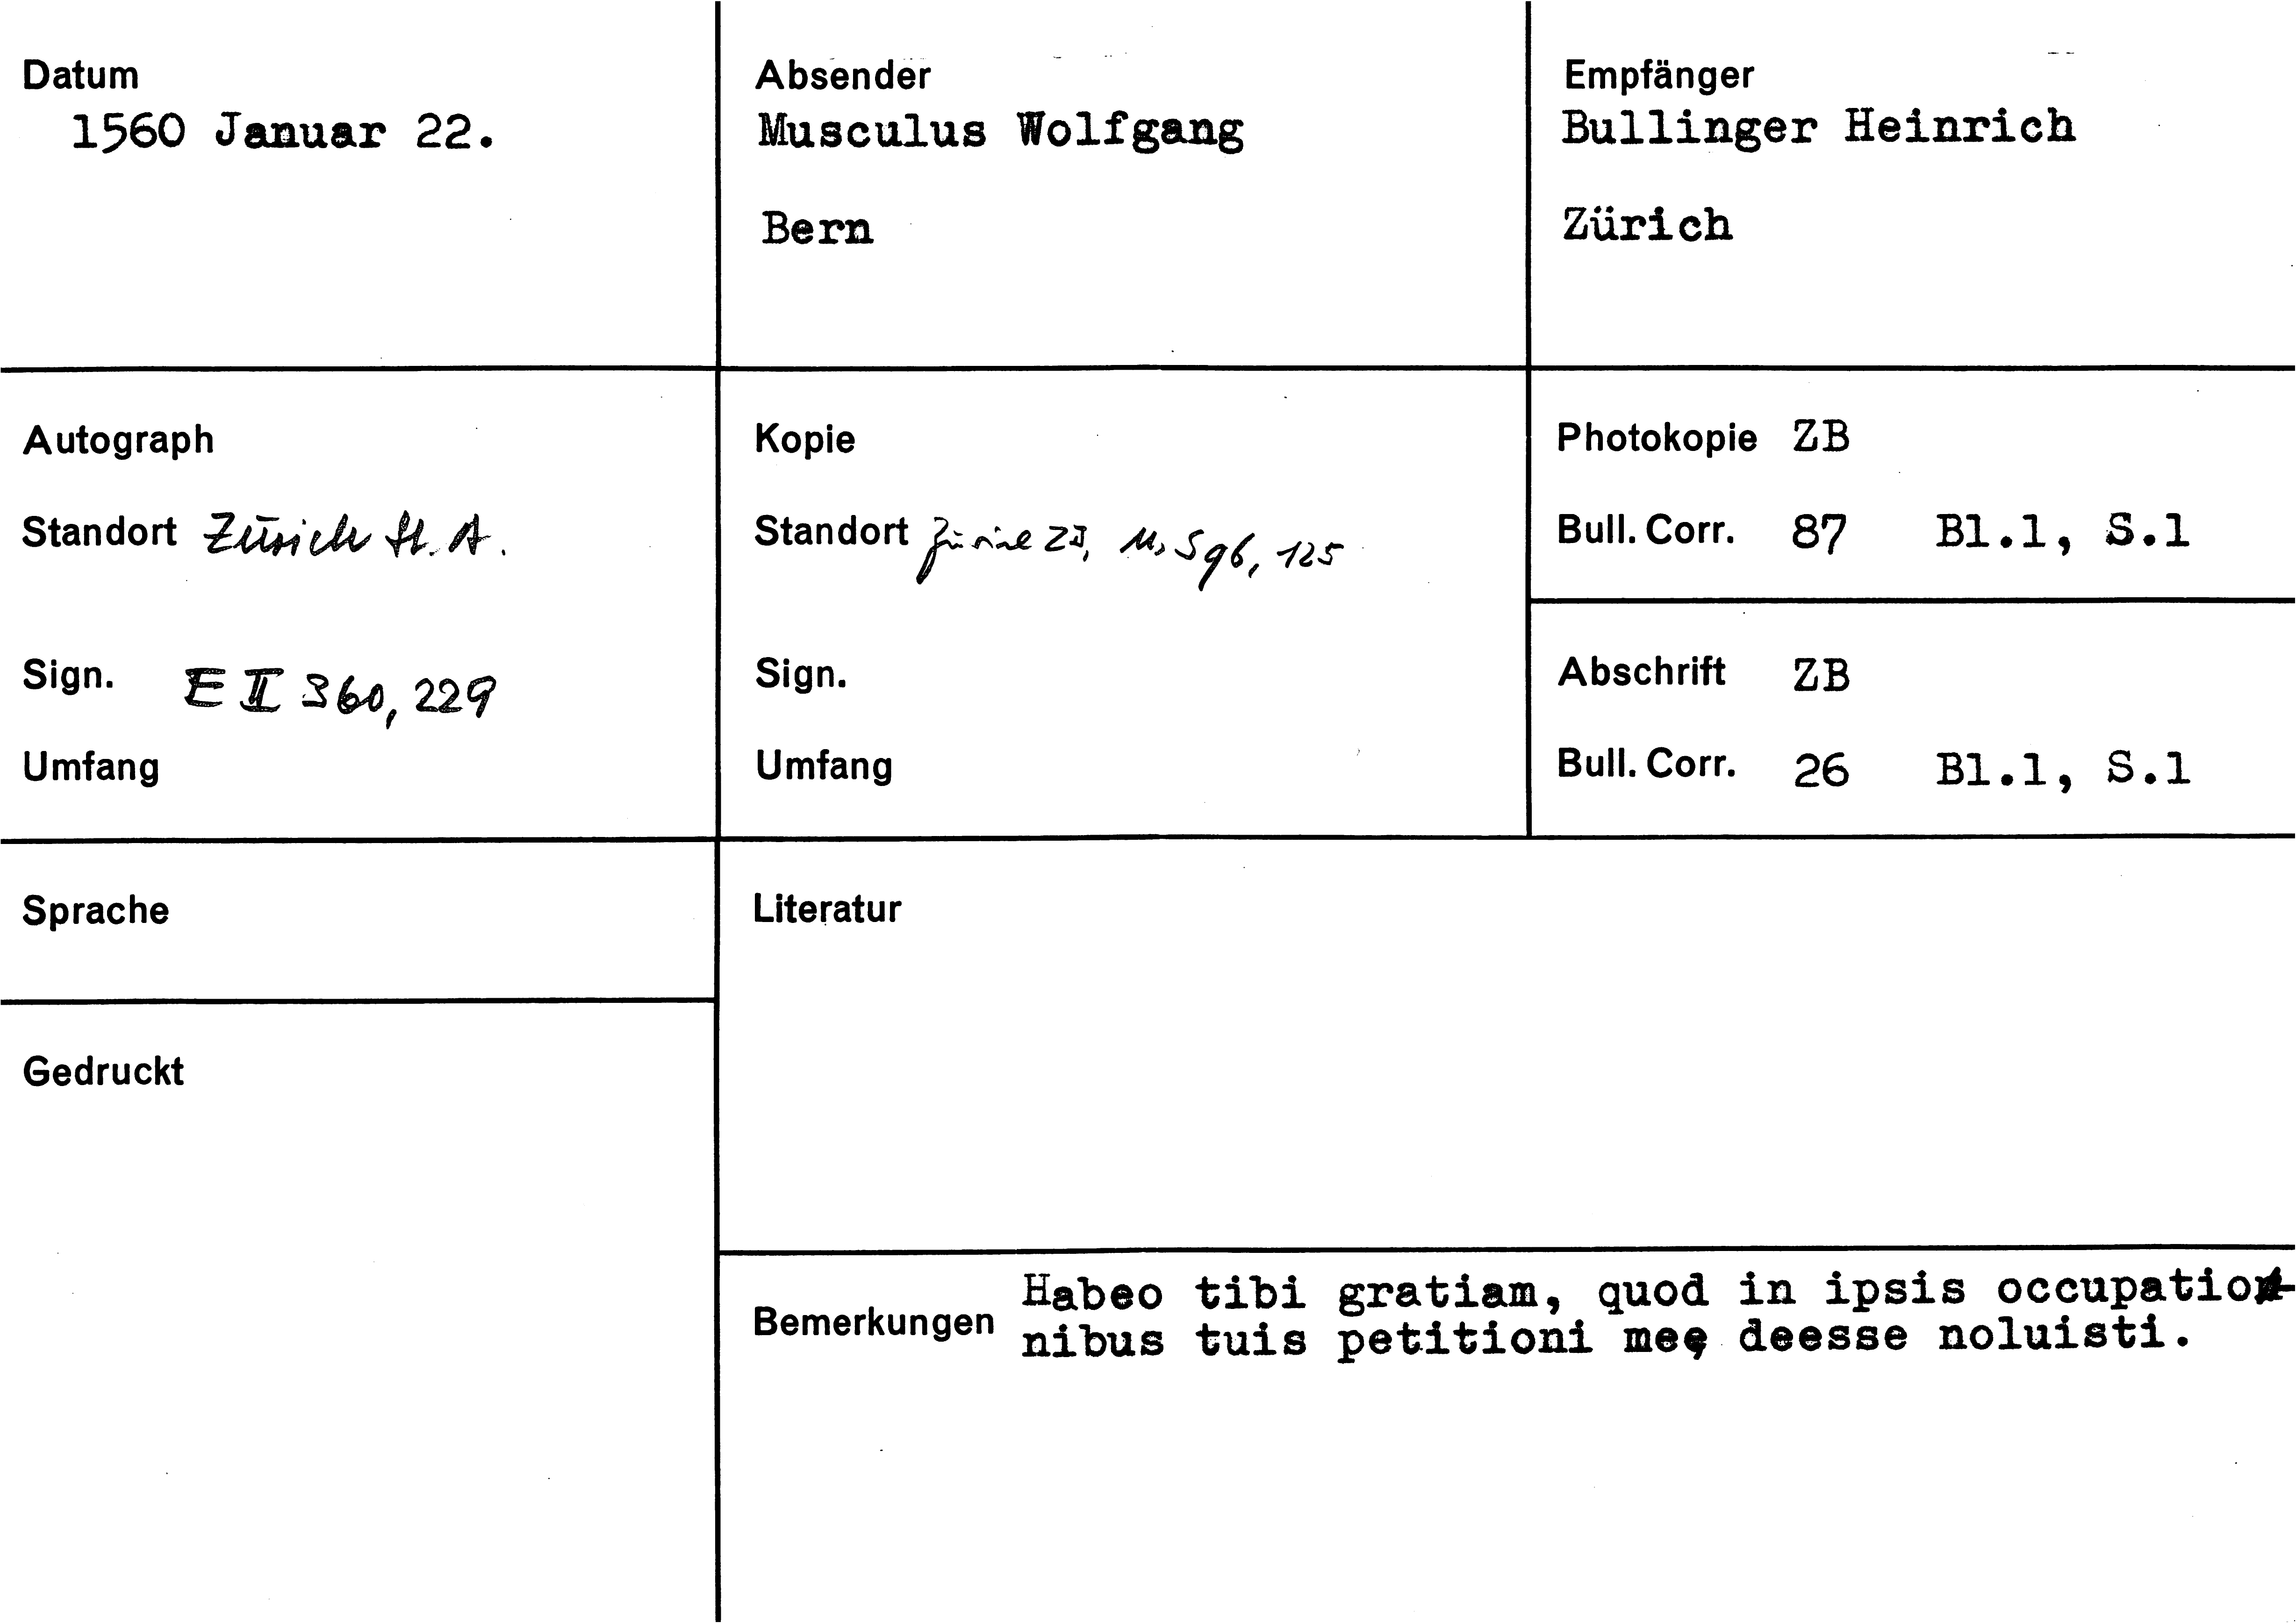 Datum
1560 Januar 22.
Absender
Musculus Wolfgang
Bern
Empfänger
Bullinger Heinrich
Zürich
Autograph
Standort Zürich St. A.
Sign. E II 360, 229
Umfang
Kopie
Standort Zürich ZB, Ms S 96, 125
Sign.
Umfang
Photokopie ZB
Bull. Corr. 87 Bl.1, S.1
Abschrift ZB
Bull. Corr. 26 Bl.1, S.1
Sprache
Gedruckt
Literatur
Bemerkungen
Habeo tibi gratiam, quod in ipsis occupatio-
nibus tuis petitioni meę deesse noluisti.